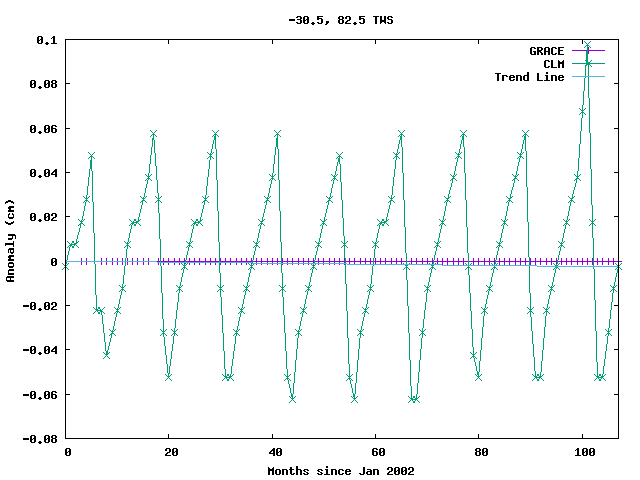 -30.5, 82.5 TWS
GRACE
CLM
Trend Line
0.1
0.08
0.06
0.04
0.02
0
-0.02
-0.04
-0.06
-0.08
Anomaly (cm)
0 20 40 60 80 100
Months since Jan 2002